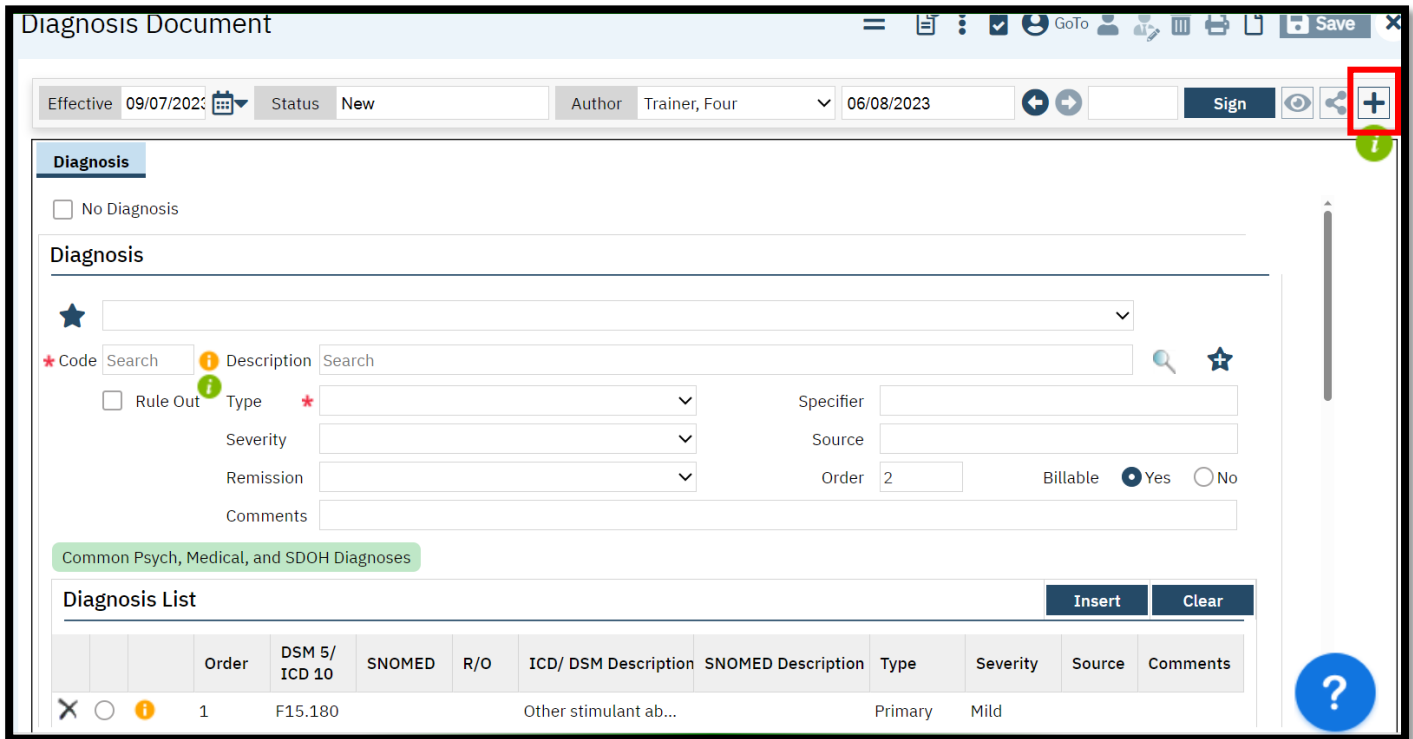 Diagnosis Document
GoTo
Save
Effective 09/07/2023 Status New Author Trainer, Four 06/08/2023 Sign
Diagnosis
No Diagnosis
Diagnosis
* Code Search Description Search
Rule Out Type * Specifier
Severity Source
Remission Order 2 Billable Yes No
Comments
Common Psych, Medical, and SDOH Diagnoses
Diagnosis List Insert Clear
Order DSM 5/ ICD 10 SNOMED R/O ICD/ DSM Description SNOMED Description Type Severity Source Comments
1 F15.180 Other stimulant ab... Primary Mild